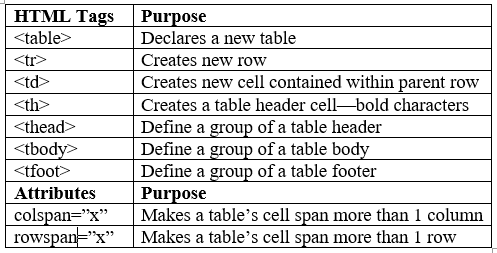 HTML Tags Purpose
<table> Declares a new table
<tr> Creates new row
<td> Creates new cell contained within parent row
<th> Creates a table header cell—bold characters
<thead> Define a group of a table header
<tbody> Define a group of a table body
<tfoot> Define a group of a table footer
Attributes Purpose
colspan=”x” Makes a table’s cell span more than 1 column
rowspan=”x” Makes a table’s cell span more than 1 row